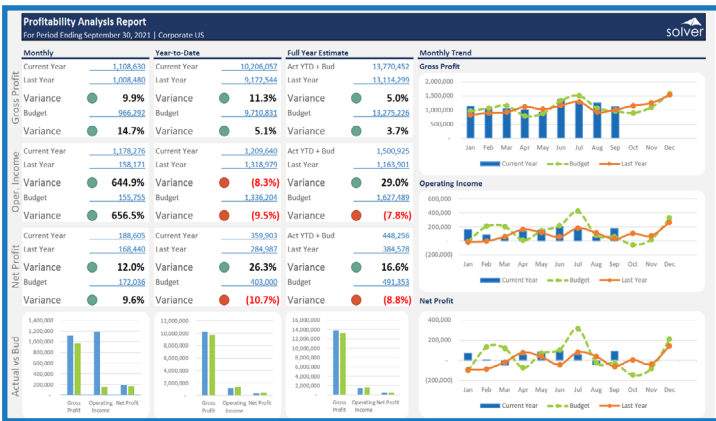 Profitability Analysis Report
For Period Ending September 30, 2021 | Corporate US
solver
Monthly
Year-to-Date
Full Year Estimate
Monthly Trend
Gross Profit
Current Year 1,108,630 Current Year 10,206,057 Act YTD + Bud 13,770,452
Last Year 1,008,480 Last Year 9,172,544 Last Year 13,114,299
Variance 9.9% Variance 11.3% Variance 5.0%
Budget 966,292 Budget 9,710,831 Budget 13,275,226
Variance 14.7% Variance 5.1% Variance 3.7%
Gross Profit
2,000,000
1,500,000
1,000,000
500,000
-
Jan Feb Mar Apr May Jun Jul Aug Sep Oct Nov Dec
Current Year Budget Last Year
Oper. Income
Current Year 1,178,276 Current Year 1,209,640 Act YTD + Bud 1,500,925
Last Year 158,171 Last Year 1,318,979 Last Year 1,163,901
Variance 644.9% Variance (8.3%) Variance 29.0%
Budget 155,755 Budget 1,336,204 Budget 1,627,489
Variance 656.5% Variance (9.5%) Variance (7.8%)
Operating Income
600,000
400,000
200,000
-
(200,000)
Jan Feb Mar Apr May Jun Jul Aug Sep Oct Nov Dec
Current Year Budget Last Year
Net Profit
Current Year 188,605 Current Year 359,903 Act YTD + Bud 448,256
Last Year 168,440 Last Year 284,987 Last Year 384,578
Variance 12.0% Variance 26.3% Variance 16.6%
Budget 172,036 Budget 403,000 Budget 491,353
Variance 9.6% Variance (10.7%) Variance (8.8%)
Net Profit
400,000
200,000
-
(200,000)
Jan Feb Mar Apr May Jun Jul Aug Sep Oct Nov Dec
Current Year Budget Last Year
Actual vs Bud
1,400,000
1,200,000
1,000,000
800,000
600,000
400,000
200,000
-
Gross Profit
Operating Income
Net Profit
12,000,000
10,000,000
8,000,000
6,000,000
4,000,000
2,000,000
-
Gross Profit
Operating Income
Net Profit
16,000,000
14,000,000
12,000,000
10,000,000
8,000,000
6,000,000
4,000,000
2,000,000
-
Gross Profit
Operating Income
Net Profit